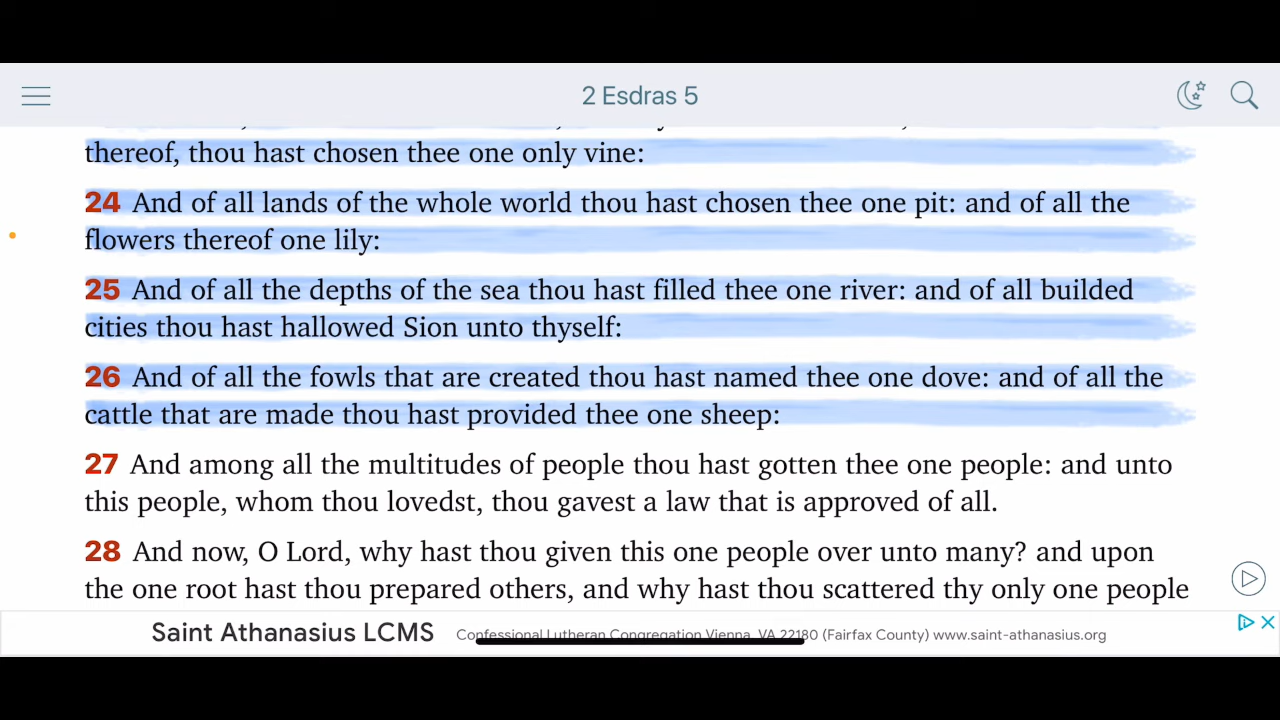 2 Esdras 5
thereof, thou hast chosen thee one only vine:
24 And of all lands of the whole world thou hast chosen thee one pit: and of all the
flowers thereof one lily:
25 And of all the depths of the sea thou hast filled thee one river: and of all builded
cities thou hast hallowed Sion unto thyself:
26 And of all the fowls that are created thou hast named thee one dove: and of all the
cattle that are made thou hast provided thee one sheep:
27 And among all the multitudes of people thou hast gotten thee one people: and unto
this people, whom thou lovedst, thou gavest a law that is approved of all.
28 And now, O Lord, why hast thou given this one people over unto many? and upon
the one root hast thou prepared others, and why hast thou scattered thy only one people
Saint Athanasius LCMS Confessional Lutheran Congregation Vienna, VA 22180 (Fairfax County) www.saint-athanasius.org